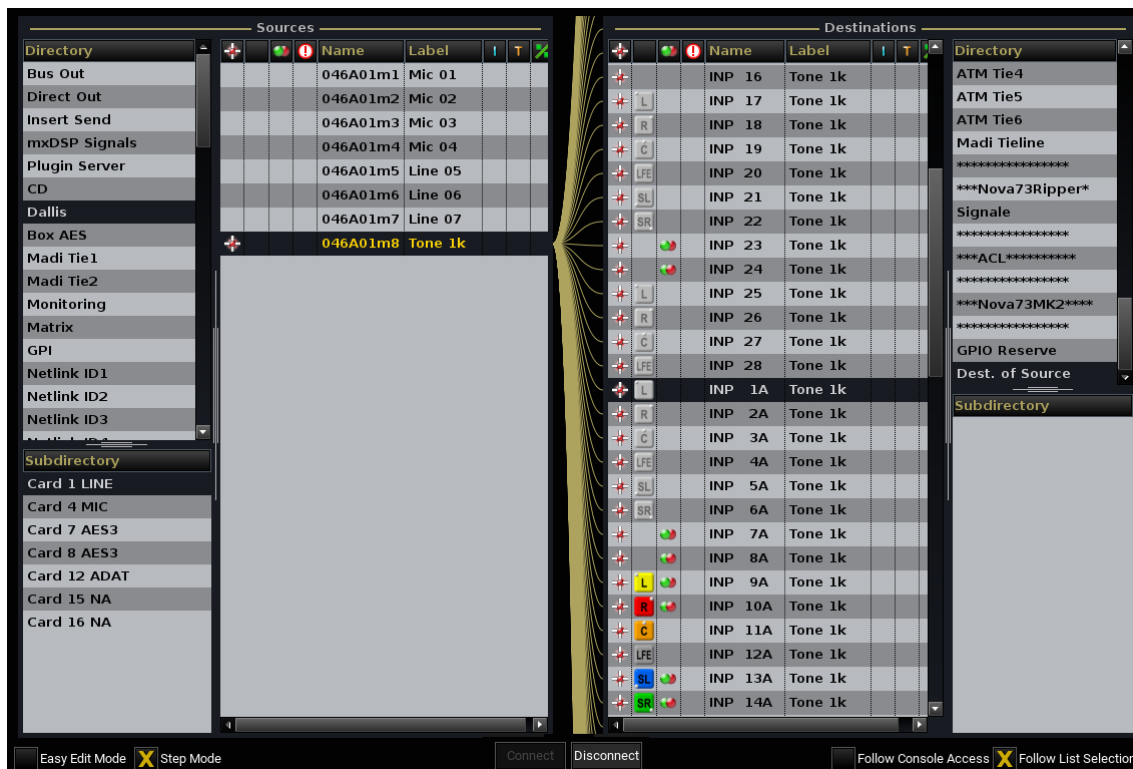 Sources
Destinations
Directory
Bus Out
Direct Out
Insert Send
mxDSP Signals
Plugin Server
CD
Dallis
Box AES
Madi Tie1
Madi Tie2
Monitoring
Matrix
GPI
Netlink ID1
Netlink ID2
Netlink ID3
Subdirectory
Card 1 LINE
Card 4 MIC
Card 7 AES3
Card 8 AES3
Card 12 ADAT
Card 15 NA
Card 16 NA
Name Label I T
046A01m1 Mic 01
046A01m2 Mic 02
046A01m3 Mic 03
046A01m4 Mic 04
046A01m5 Line 05
046A01m6 Line 06
046A01m7 Line 07
046A01m8 Tone 1k
Name Label I T
INP 16 Tone 1k
L INP 17 Tone 1k
R INP 18 Tone 1k
C INP 19 Tone 1k
LFE INP 20 Tone 1k
SL INP 21 Tone 1k
SR INP 22 Tone 1k
INP 23 Tone 1k
INP 24 Tone 1k
L INP 25 Tone 1k
R INP 26 Tone 1k
C INP 27 Tone 1k
LFE INP 28 Tone 1k
L INP 1A Tone 1k
R INP 2A Tone 1k
C INP 3A Tone 1k
LFE INP 4A Tone 1k
SL INP 5A Tone 1k
SR INP 6A Tone 1k
INP 7A Tone 1k
INP 8A Tone 1k
L INP 9A Tone 1k
R INP 10A Tone 1k
C INP 11A Tone 1k
LFE INP 12A Tone 1k
SL INP 13A Tone 1k
SR INP 14A Tone 1k
Directory
ATM Tie4
ATM Tie5
ATM Tie6
Madi Tieline
****************
***Nova73Ripper*
Signale
****************
***ACL**********
****************
***Nova73MK2****
****************
GPIO Reserve
Dest. of Source
Subdirectory
Easy Edit Mode X Step Mode
Connect
Disconnect
Follow Console Access X Follow List Selection